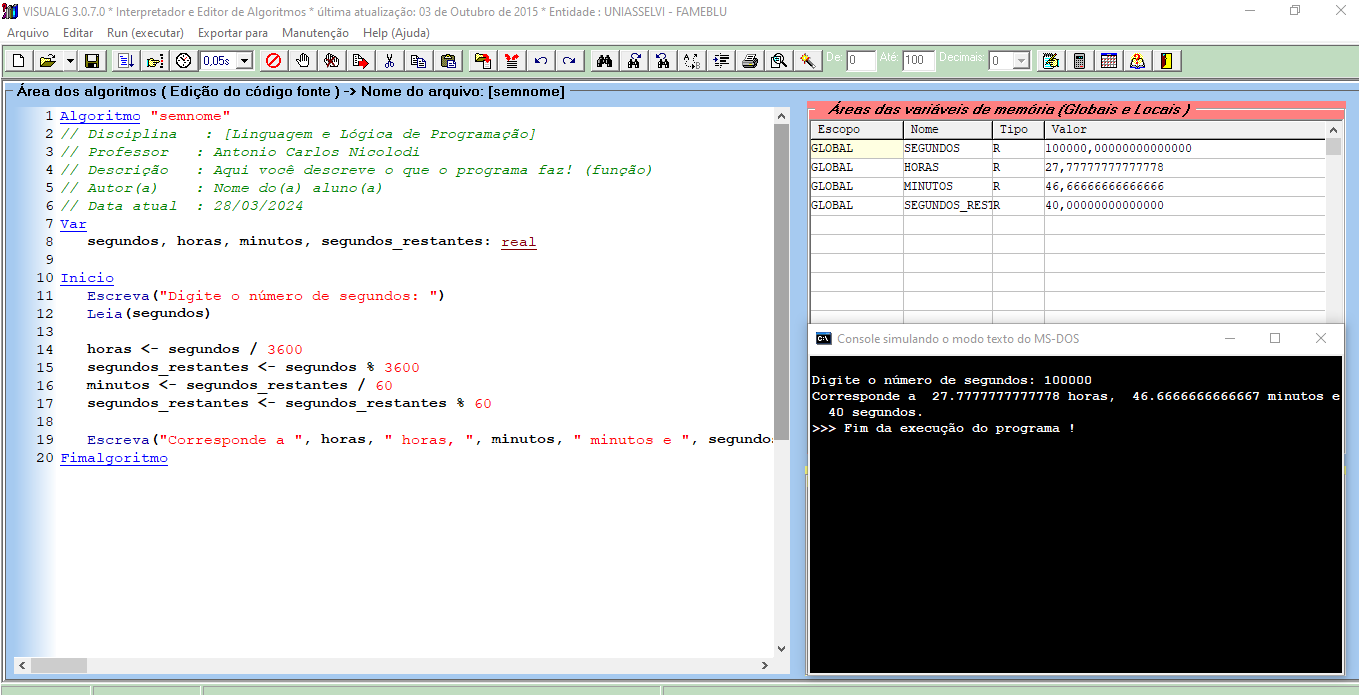 VISUALG 3.0.7.0 * Interpretador e Editor de Algoritmos * última atualização: 03 de Outubro de 2015 * Entidade : UNIASSELVI - FAMEBLU
Arquivo Editar Run (executar) Exportar para Manutenção Help (Ajuda)
0,05s De: 0 Até: 100 Decimais: 0
Área dos algoritmos ( Edição do código fonte ) -> Nome do arquivo: [semnome]
1 Algoritmo "semnome"
2 // Disciplina : [Linguagem e Lógica de Programação]
3 // Professor : Antonio Carlos Nicolodi
4 // Descrição : Aqui você descreve o que o programa faz! (função)
5 // Autor(a) : Nome do(a) aluno(a)
6 // Data atual : 28/03/2024
7 Var
8 segundos, horas, minutos, segundos_restantes: real
9
10 Inicio
11 Escreva("Digite o número de segundos: ")
12 Leia(segundos)
13
14 horas <- segundos / 3600
15 segundos_restantes <- segundos % 3600
16 minutos <- segundos_restantes / 60
17 segundos_restantes <- segundos_restantes % 60
18
19 Escreva("Corresponde a ", horas, " horas, ", minutos, " minutos e ", segundo
20 Fimalgoritmo
Áreas das variáveis de memória (Globais e Locais )
Escopo Nome Tipo Valor
GLOBAL SEGUNDOS R 100000,00000000000000
GLOBAL HORAS R 27,77777777777778
GLOBAL MINUTOS R 46,66666666666666
GLOBAL SEGUNDOS_REST R 40,00000000000000
Console simulando o modo texto do MS-DOS
Digite o número de segundos: 100000
Corresponde a 27.7777777777778 horas, 46.6666666666667 minutos e
40 segundos.
>>> Fim da execução do programa !